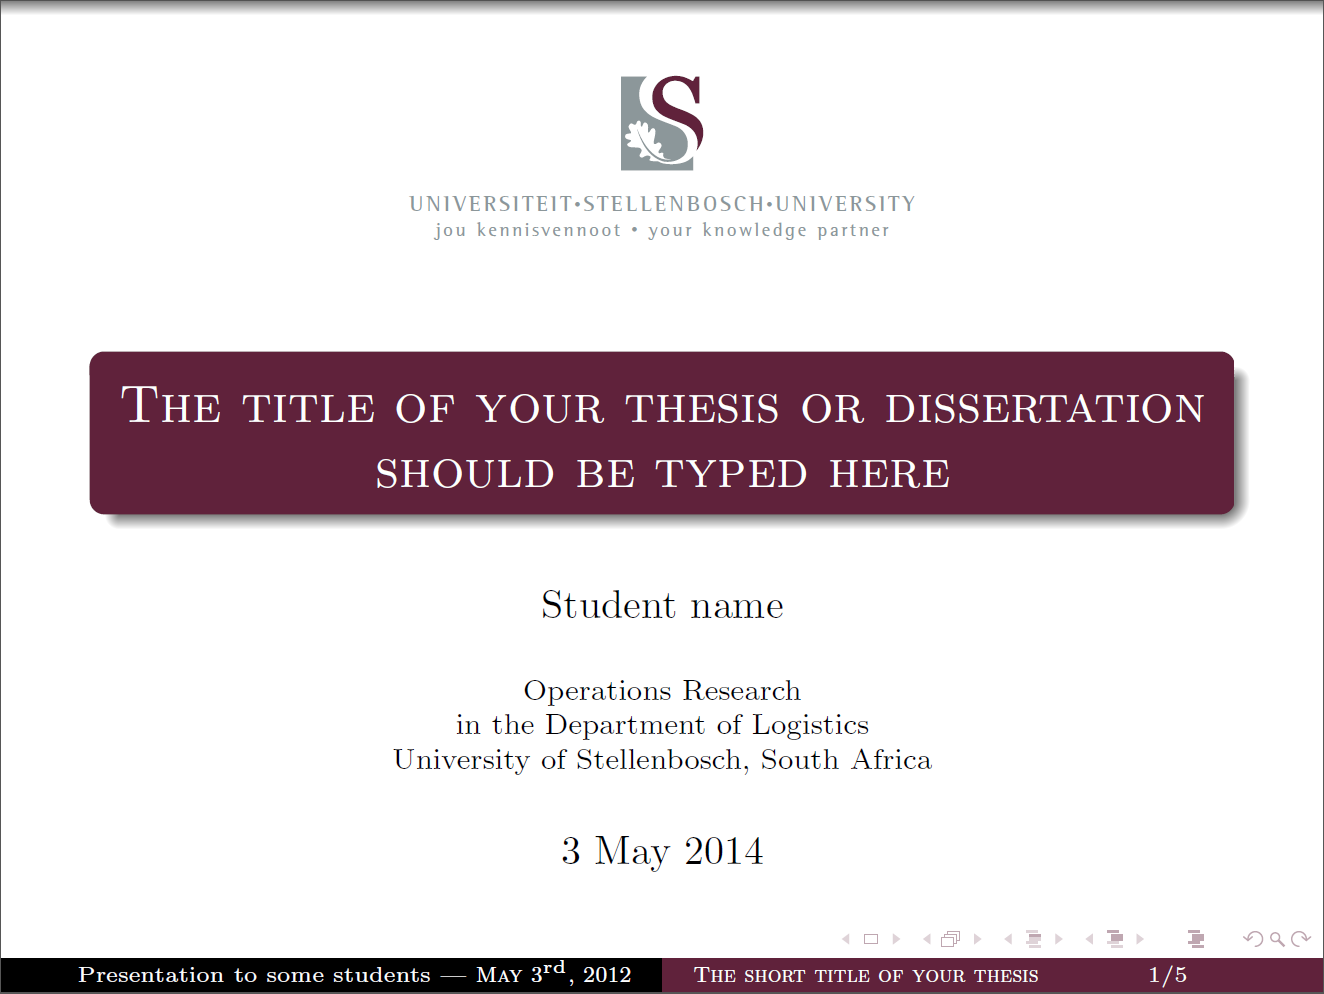 UNIVERSITEIT•STELLENBOSCH•UNIVERSITY
jou kennisvennoot • your knowledge partner
The title of your thesis or dissertation
should be typed here
Student name
Operations Research
in the Department of Logistics
University of Stellenbosch, South Africa
3 May 2014
Presentation to some students — May 3rd, 2012
The short title of your thesis
1/5